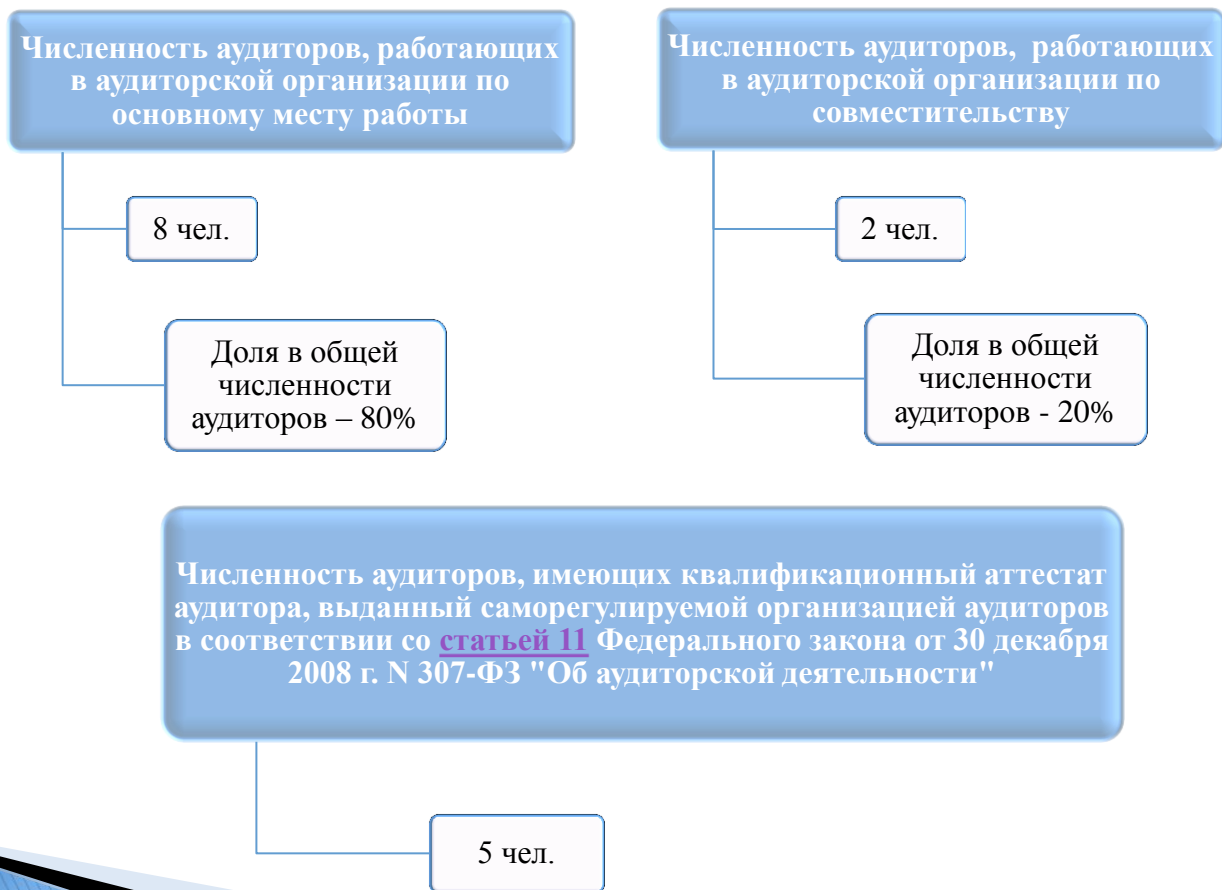 Численность аудиторов, работающих
в аудиторской организации по
основному месту работы
8 чел.
Доля в общей
численности
аудиторов – 80%
Численность аудиторов, работающих
в аудиторской организации по
совместительству
2 чел.
Доля в общей
численности
аудиторов - 20%
Численность аудиторов, имеющих квалификационный аттестат
аудитора, выданный саморегулируемой организацией аудиторов
в соответствии со статьей 11 Федерального закона от 30 декабря
2008 г. N 307-ФЗ "Об аудиторской деятельности"
5 чел.